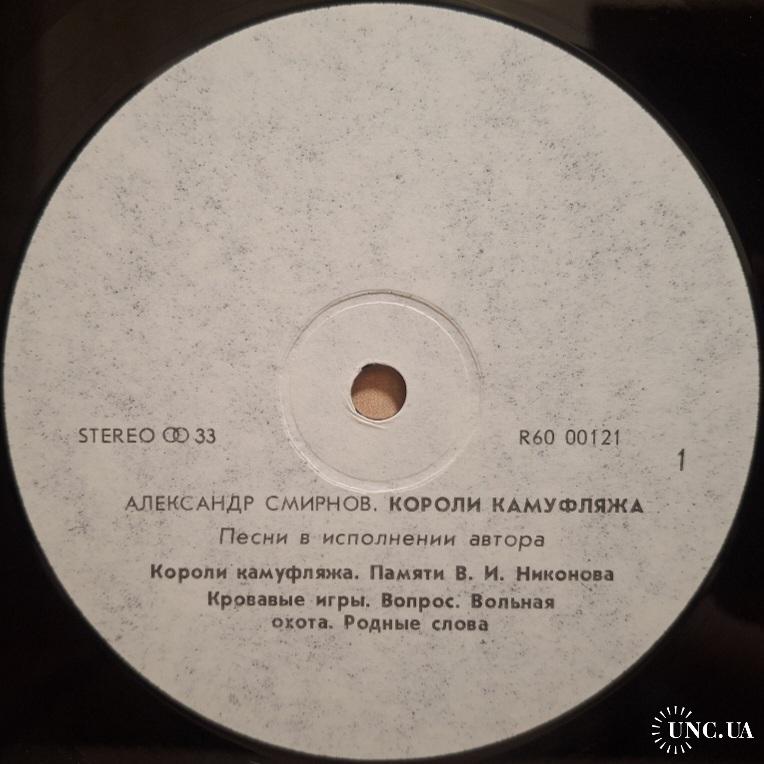 STEREO 33
R60 00121
1
АЛЕКСАНДР СМИРНОВ. КОРОЛИ КАМУФЛЯЖА
Песни в исполнении автора
Короли камуфляжа. Памяти В. И. Никонова
Кровавые игры. Вопрос. Вольная
охота. Родные слова
UNC.UA